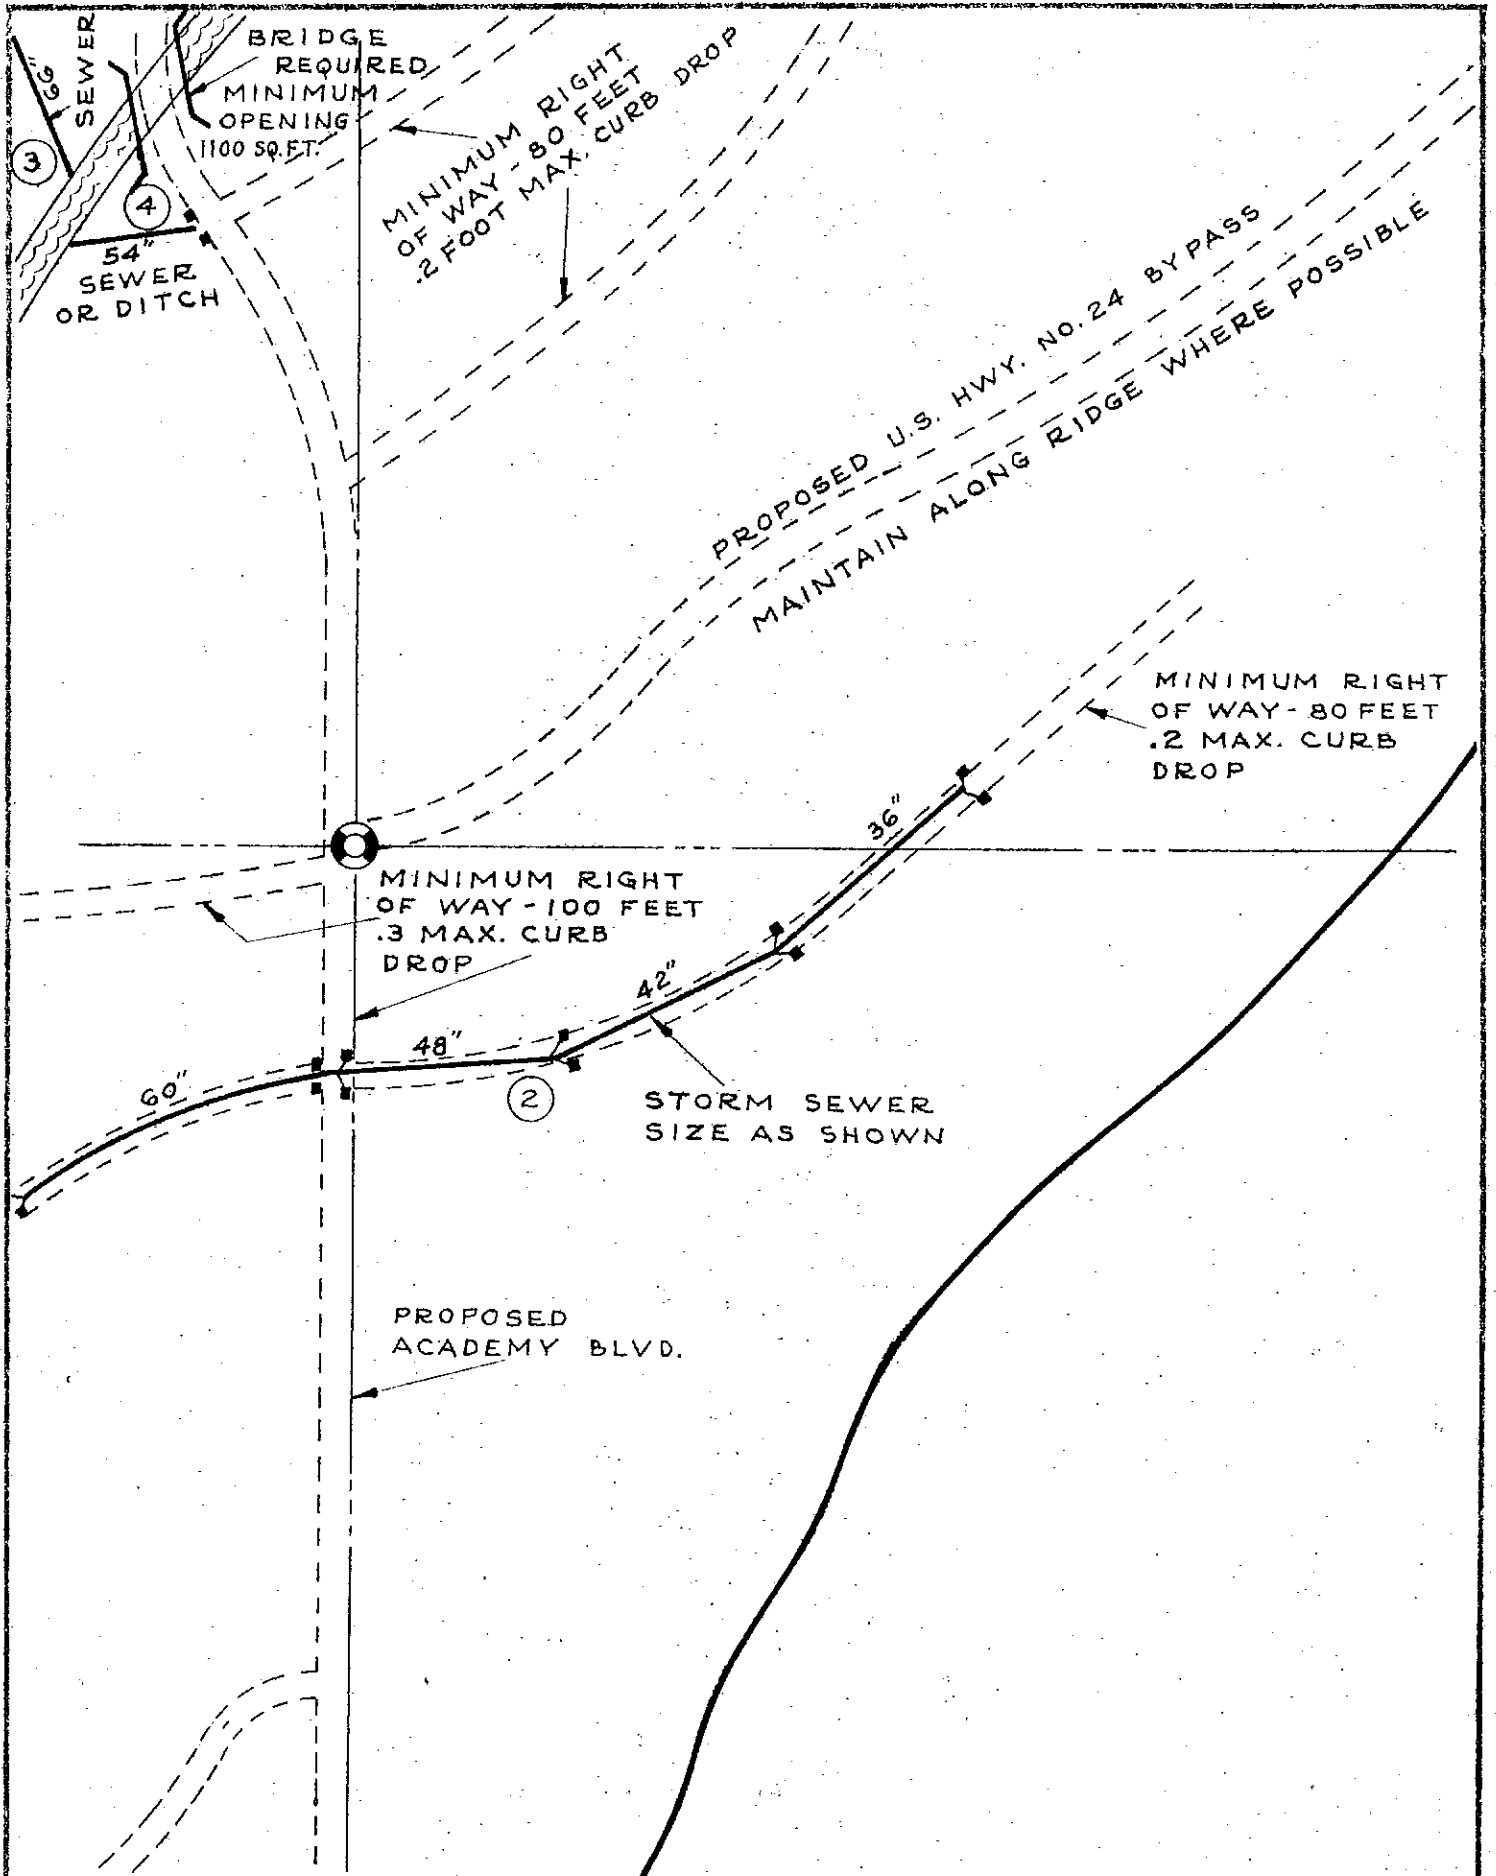 66"
SEWER
BRIDGE
REQUIRED
MINIMUM
OPENING
1100 SQ.FT.
3
4
54"
SEWER
OR DITCH
MINIMUM RIGHT
OF WAY - 80 FEET
.2 FOOT MAX. CURB DROP
PROPOSED U.S. HWY. NO. 24 BY PASS
MAINTAIN ALONG RIDGE WHERE POSSIBLE
MINIMUM RIGHT
OF WAY - 80 FEET
.2 MAX. CURB
DROP
36"
MINIMUM RIGHT
OF WAY - 100 FEET
.3 MAX. CURB
DROP
42"
48"
60"
2
STORM SEWER
SIZE AS SHOWN
PROPOSED
ACADEMY BLVD.